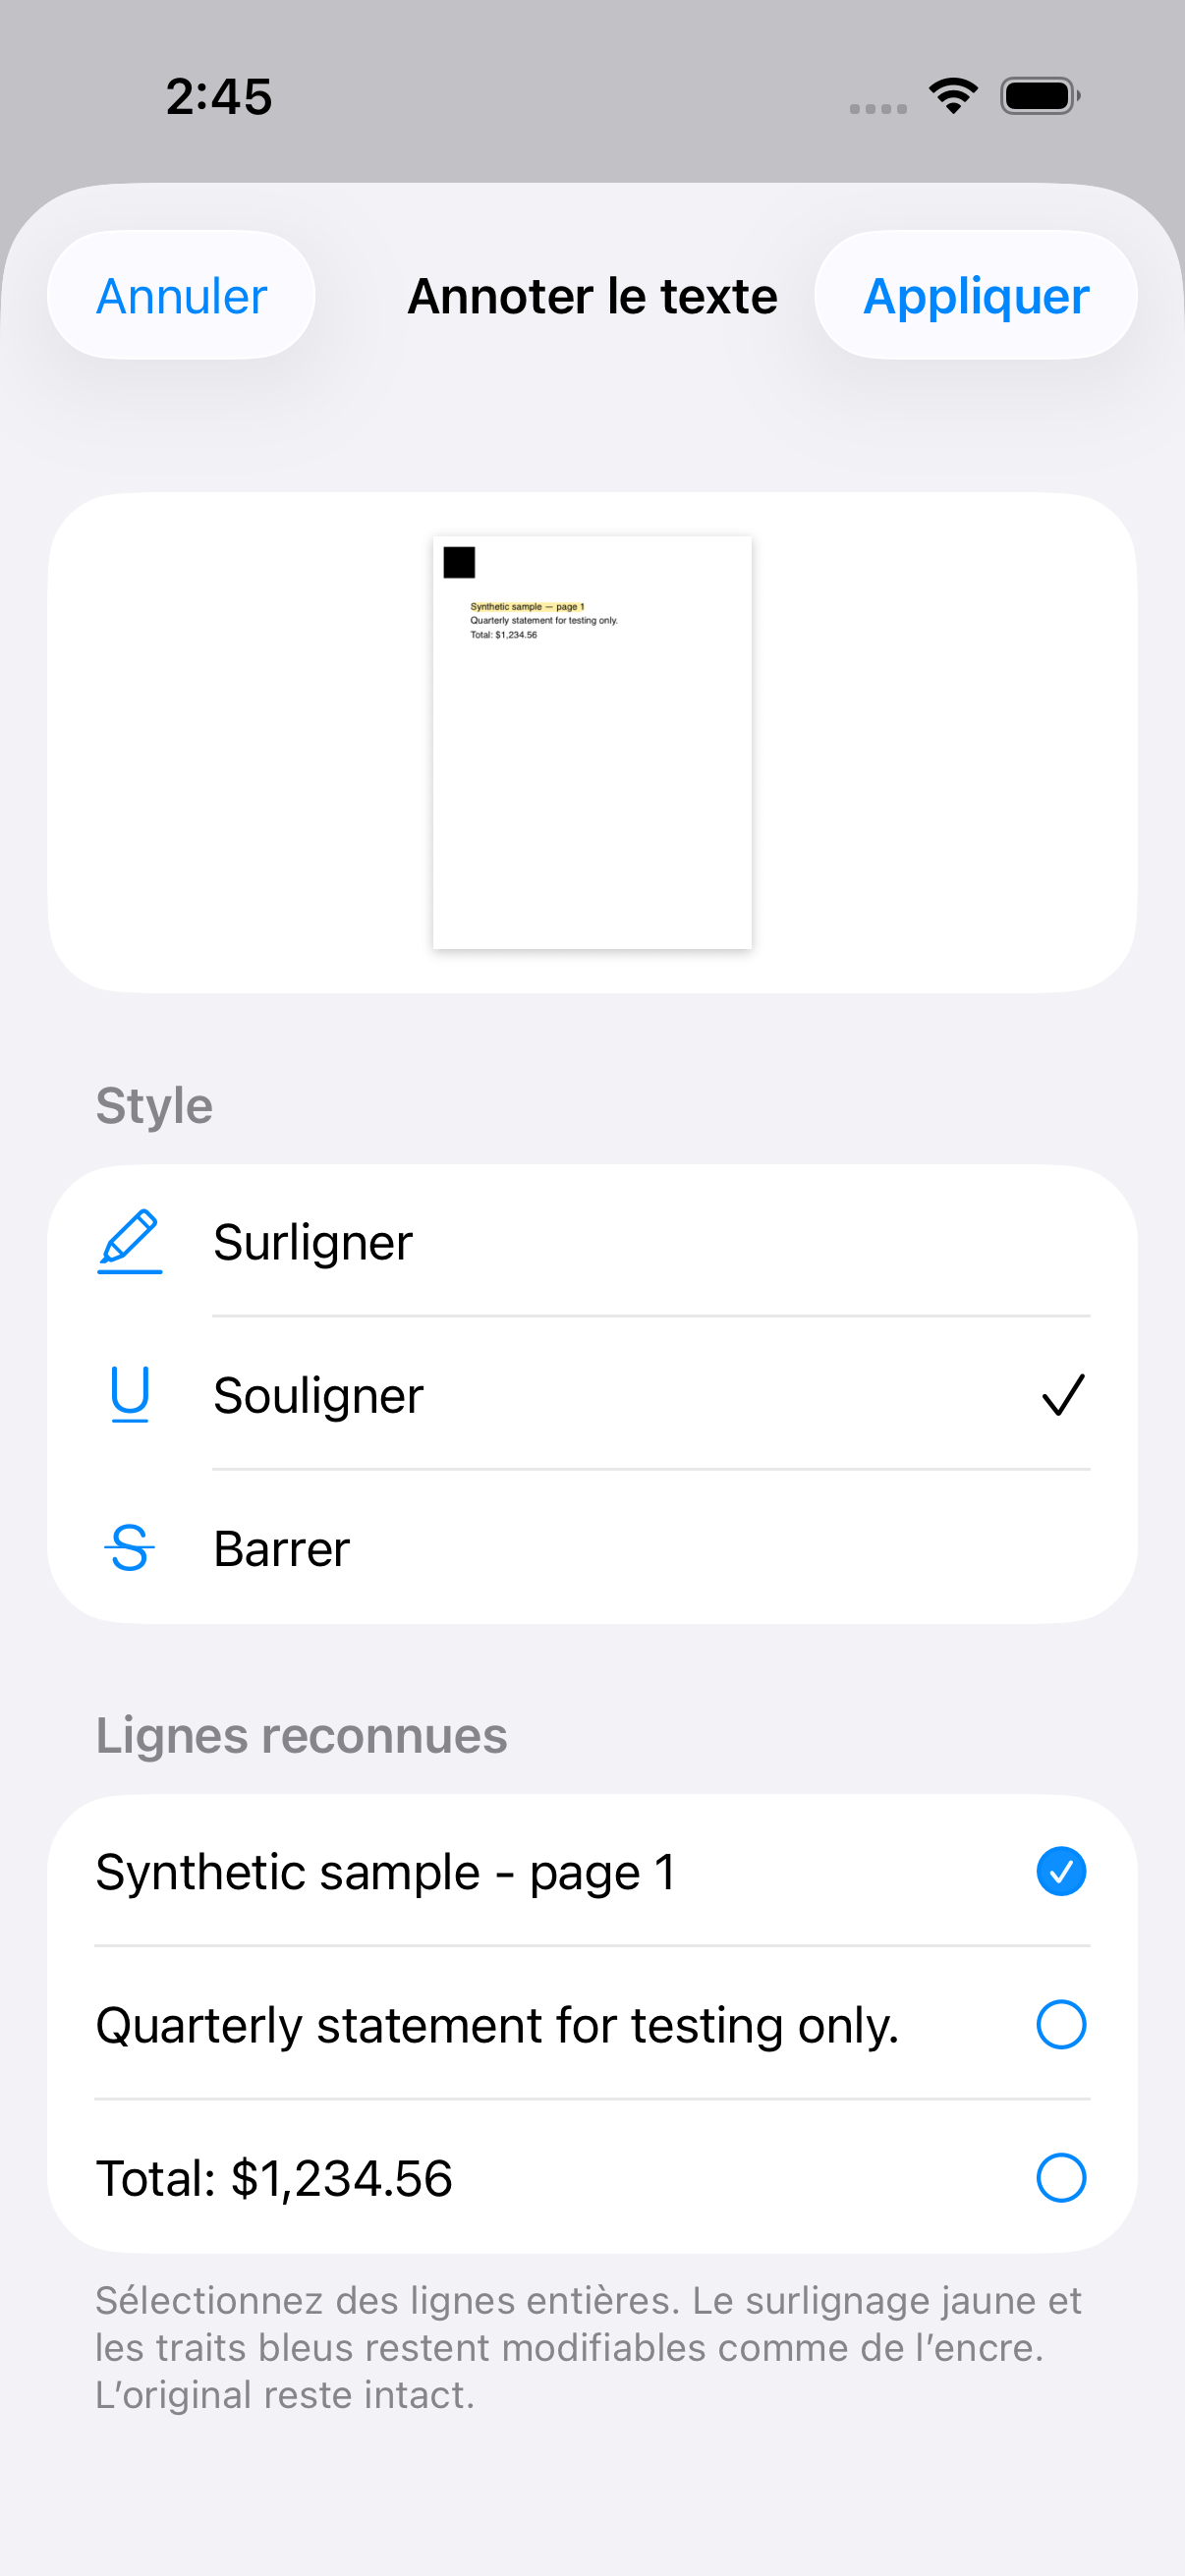 2:45
Annuler
Annoter le texte
Appliquer
Synthetic sample — page 1
Quarterly statement for testing only.
Total: $1,234.56
Style
Surligner
Souligner
Barrer
Lignes reconnues
Synthetic sample - page 1
Quarterly statement for testing only.
Total: $1,234.56
Sélectionnez des lignes entières. Le surlignage jaune et
les traits bleus restent modifiables comme de l’encre.
L’original reste intact.